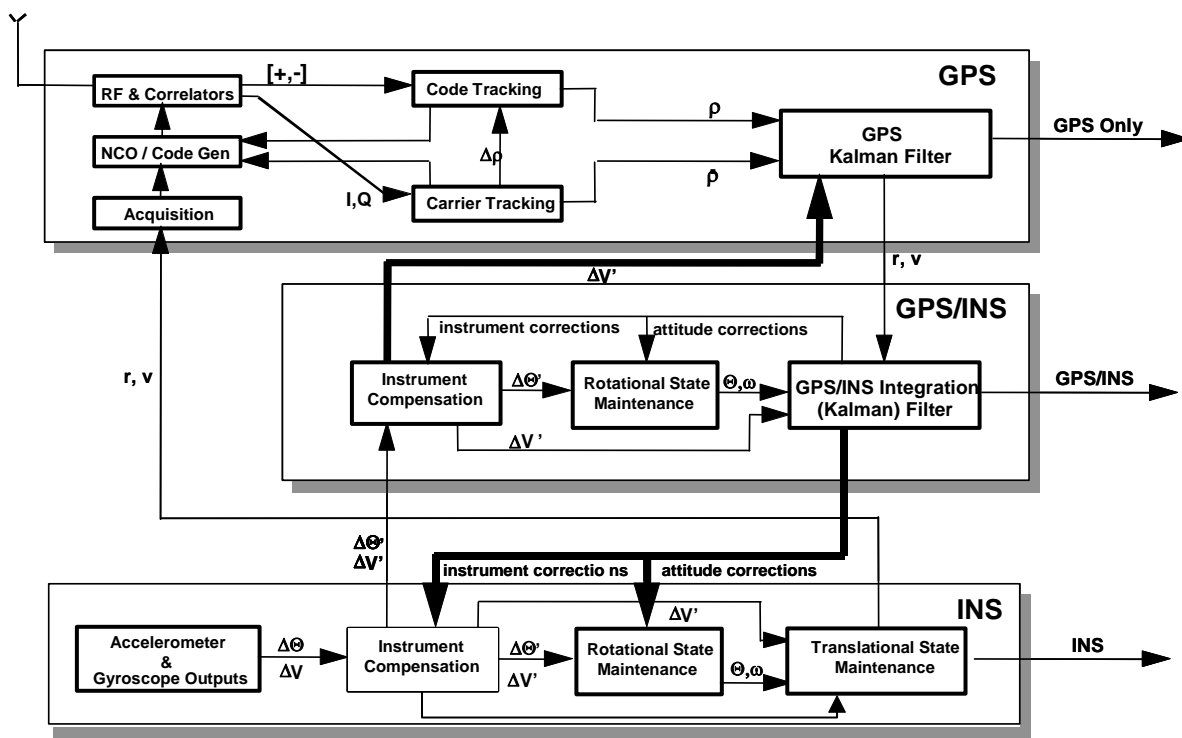 GPS
[+,-]
RF & Correlators
Code Tracking
ρ
GPS Only
NCO / Code Gen
Δρ
GPS
Kalman Filter
ρ̄
I,Q
Acquisition
Carrier Tracking
ΔV’
r, v
GPS/INS
instrument corrections
attitude corrections
r, v
Instrument
Compensation
ΔΘ’
Rotational State
Maintenance
Θ,ω
GPS/INS Integration
(Kalman) Filter
GPS/INS
ΔV ’
ΔΘ’
ΔV’
instrument correctio ns
attitude corrections
INS
ΔV’
Accelerometer
&
Gyroscope Outputs
ΔΘ
ΔV
Instrument
Compensation
ΔΘ’
ΔV’
Rotational State
Maintenance
Θ,ω
Translational State
Maintenance
INS